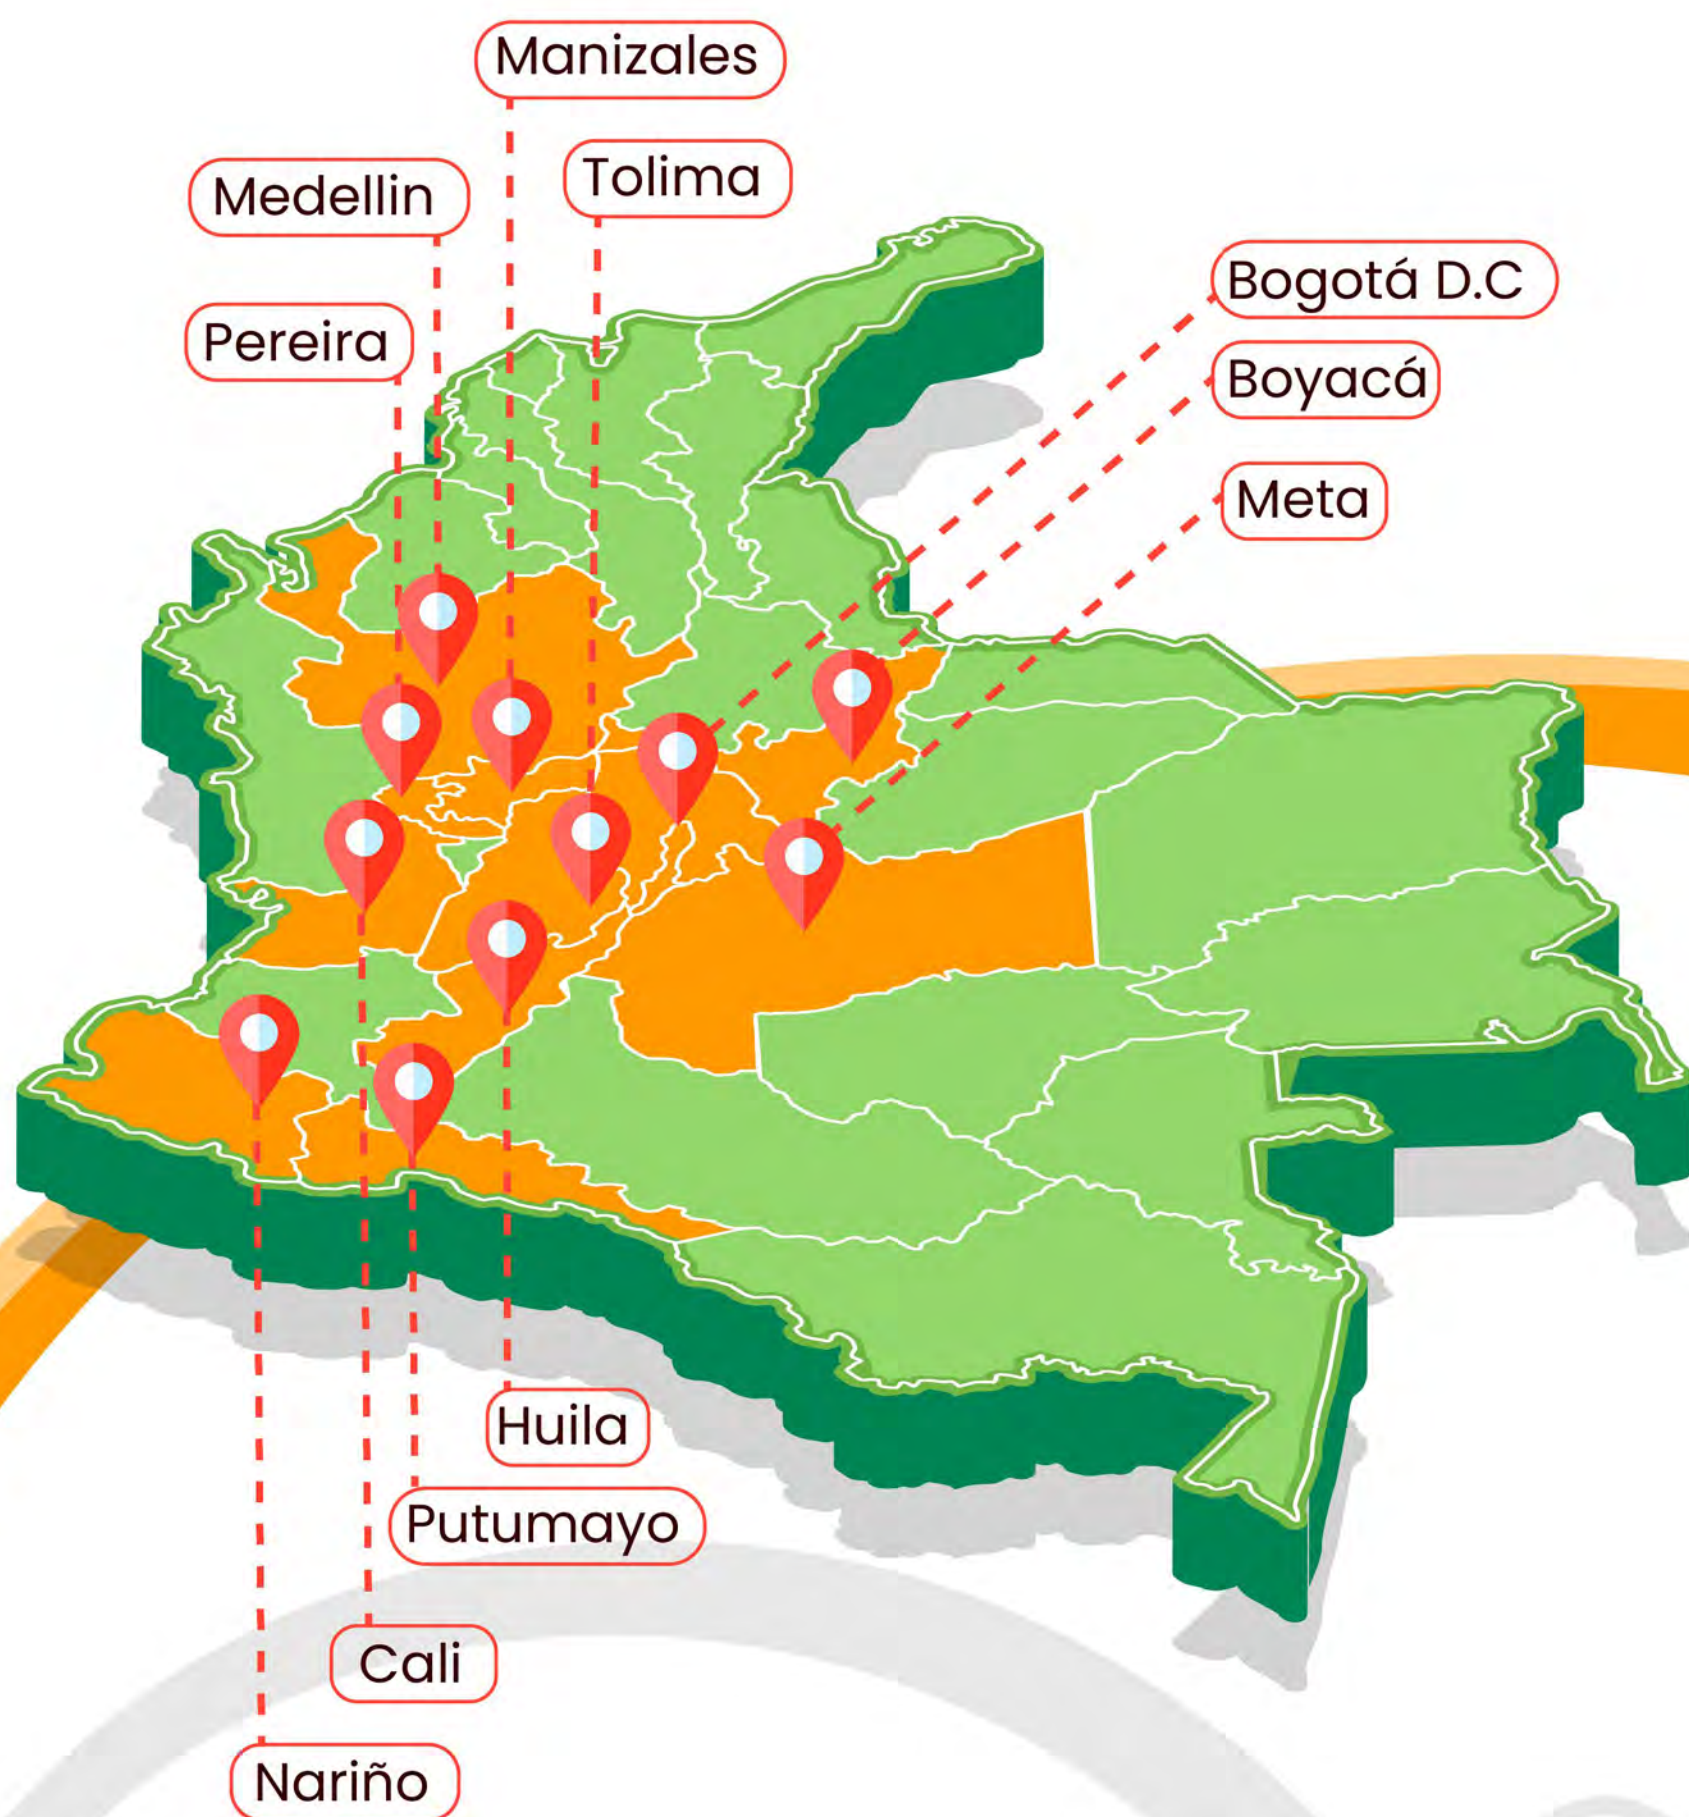 Manizales
Tolima
Medellin
Bogotá D.C
Pereira
Boyacá
Meta
Huila
Putumayo
Cali
Nariño